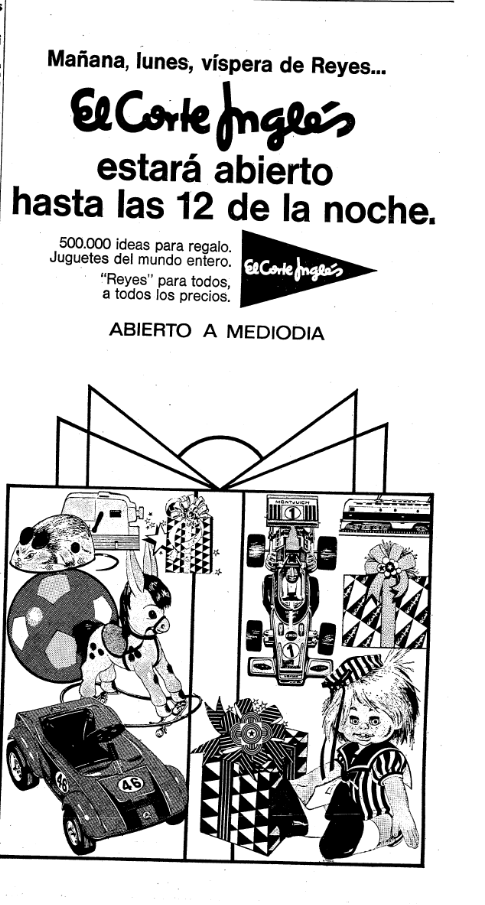 Mañana, lunes, víspera de Reyes...
El Corte Inglés
estará abierto
hasta las 12 de la noche.
500.000 ideas para regalo.
Juguetes del mundo entero.
“Reyes” para todos,
a todos los precios.
El Corte Inglés
ABIERTO A MEDIODIA
MONTJUICH
1
1
46
46